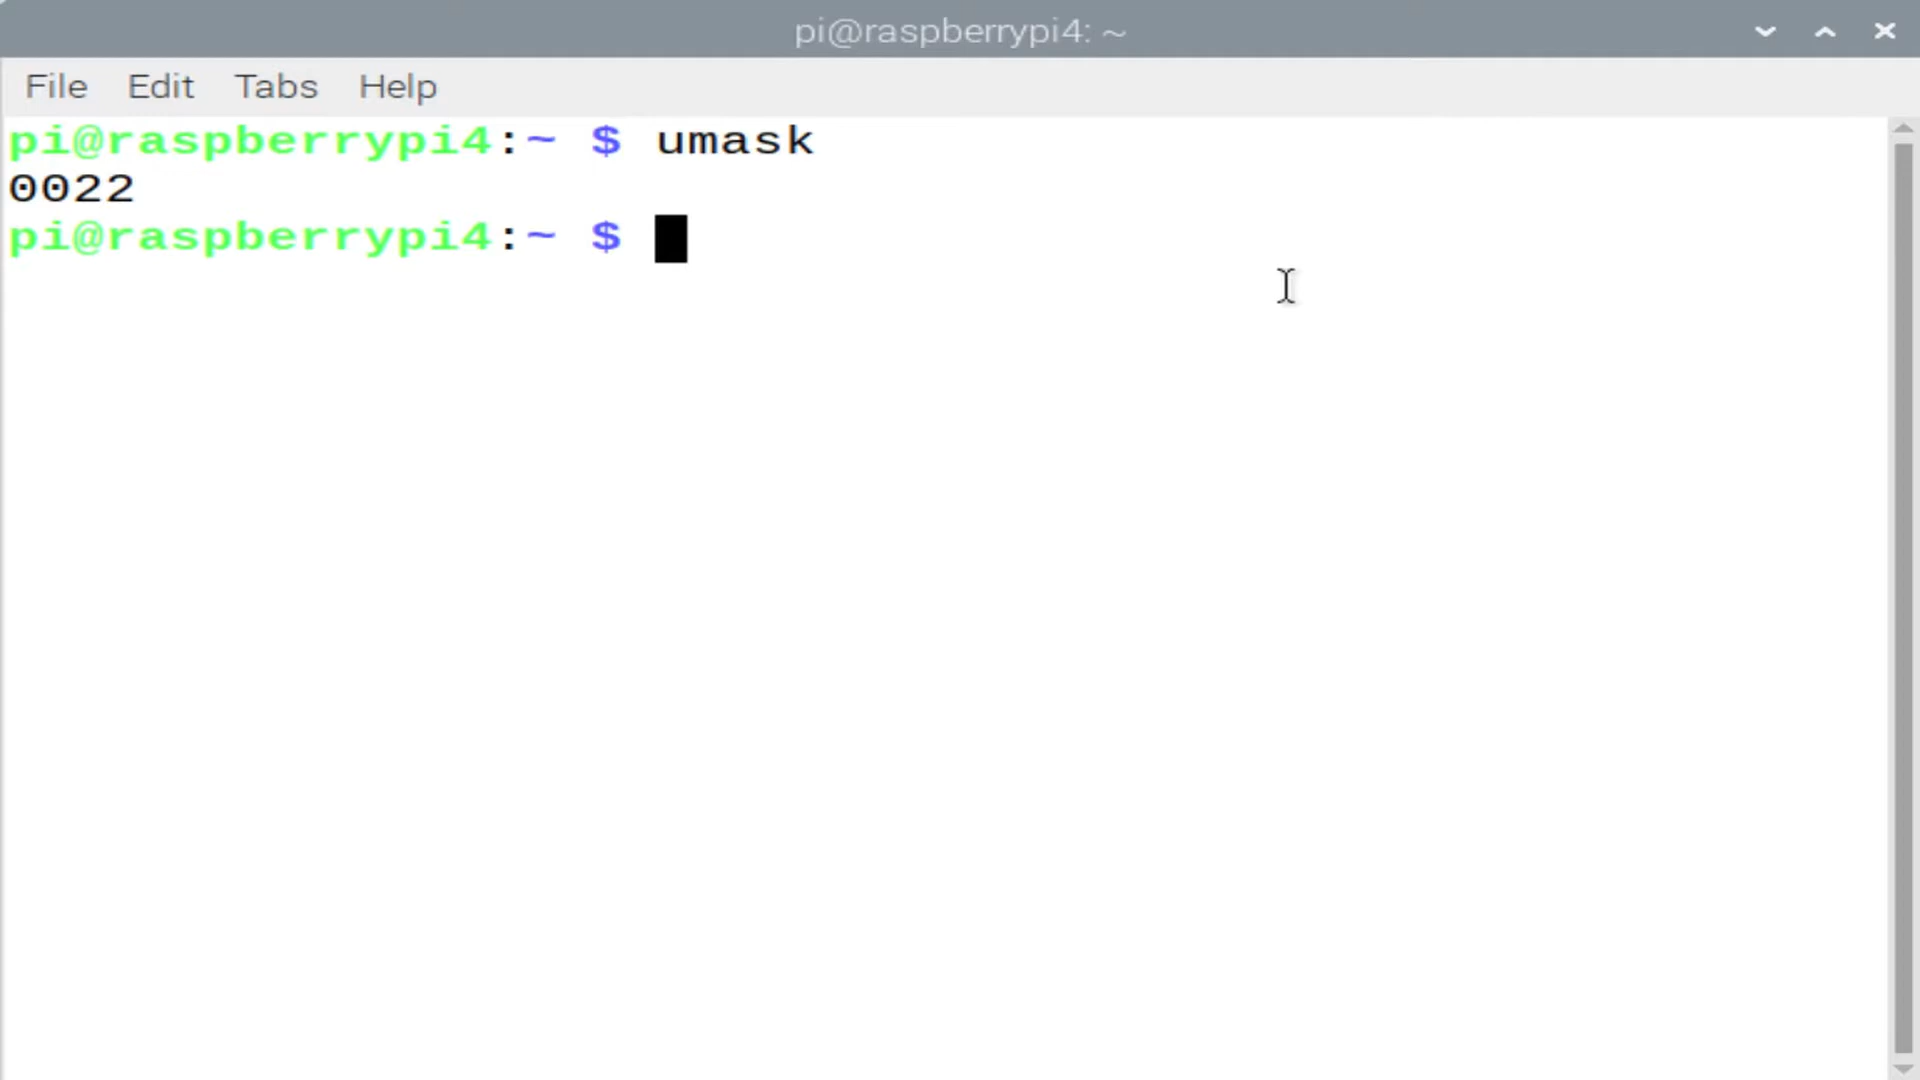 pi@raspberrypi4: ~
File Edit Tabs Help
pi@raspberrypi4:~ $ umask
0022
pi@raspberrypi4:~ $